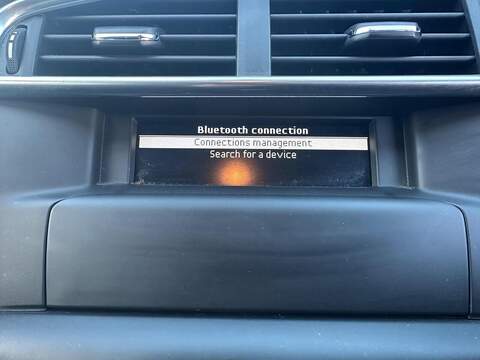 Bluetooth connection
Connections management
Search for a device